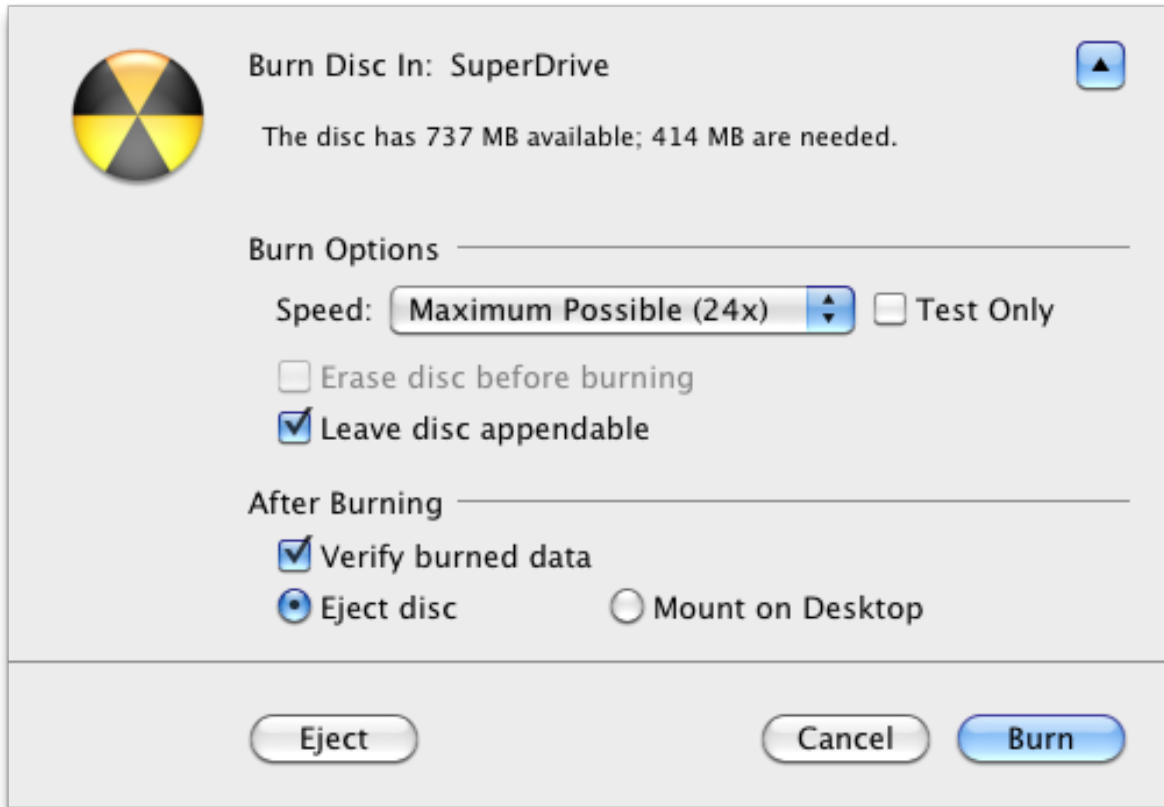 Burn Disc In: SuperDrive
The disc has 737 MB available; 414 MB are needed.
Burn Options
Speed: Maximum Possible (24x) Test Only
Erase disc before burning
Leave disc appendable
After Burning
Verify burned data
Eject disc Mount on Desktop
Eject Cancel Burn